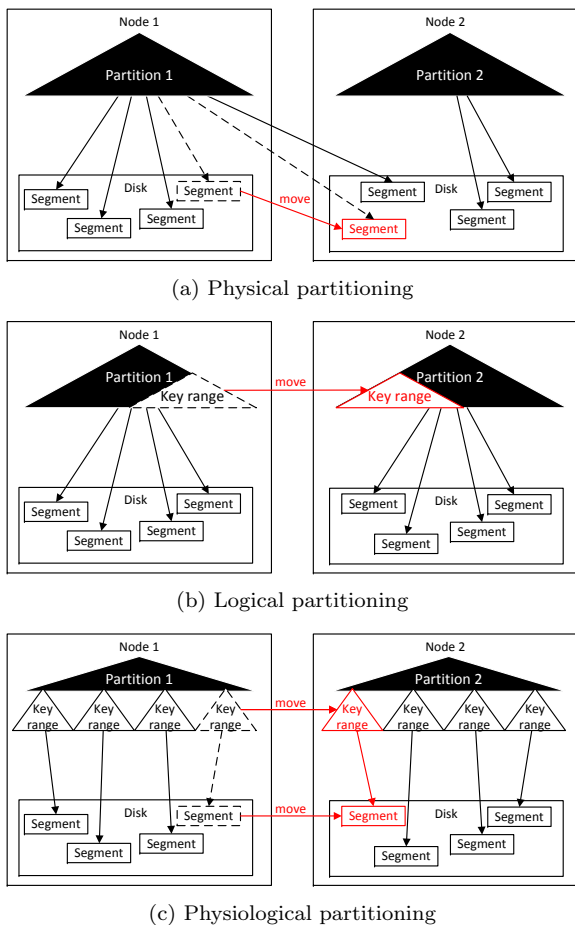 Node 1
Node 2
Partition 1
Partition 2
Disk
Segment
Segment
Segment
Segment
move
Disk
Segment
Segment
Segment
Segment
(a) Physical partitioning
Node 1
Node 2
Partition 1
Key range
move
Partition 2
Key range
Disk
Segment
Segment
Segment
Segment
Disk
Segment
Segment
Segment
Segment
(b) Logical partitioning
Node 1
Node 2
Partition 1
Partition 2
Key
range
Key
range
Key
range
Key
range
move
Key
range
Key
range
Key
range
Key
range
Disk
Segment
Segment
Segment
Segment
move
Segment
Disk
Segment
Segment
Segment
(c) Physiological partitioning